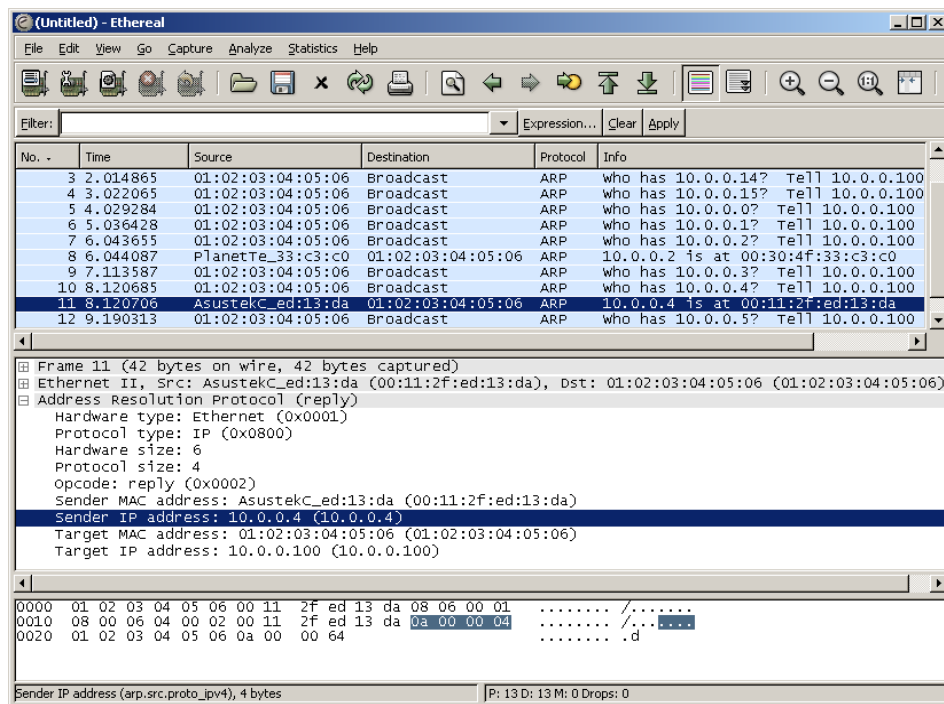 (Untitled) - Ethereal
File Edit View Go Capture Analyze Statistics Help
Filter: Expression... Clear Apply
No. Time Source Destination Protocol Info
3 2.014865 01:02:03:04:05:06 Broadcast ARP who has 10.0.0.14? Tell 10.0.0.100
4 3.022065 01:02:03:04:05:06 Broadcast ARP who has 10.0.0.15? Tell 10.0.0.100
5 4.029284 01:02:03:04:05:06 Broadcast ARP who has 10.0.0.0? Tell 10.0.0.100
6 5.036428 01:02:03:04:05:06 Broadcast ARP who has 10.0.0.1? Tell 10.0.0.100
7 6.043655 01:02:03:04:05:06 Broadcast ARP who has 10.0.0.2? Tell 10.0.0.100
8 6.044087 PlanetTe_33:c3:c0 01:02:03:04:05:06 ARP 10.0.0.2 is at 00:30:4f:33:c3:c0
9 7.113587 01:02:03:04:05:06 Broadcast ARP who has 10.0.0.3? Tell 10.0.0.100
10 8.120685 01:02:03:04:05:06 Broadcast ARP who has 10.0.0.4? Tell 10.0.0.100
11 8.120706 AsustekC_ed:13:da 01:02:03:04:05:06 ARP 10.0.0.4 is at 00:11:2f:ed:13:da
12 9.190313 01:02:03:04:05:06 Broadcast ARP who has 10.0.0.5? Tell 10.0.0.100
Frame 11 (42 bytes on wire, 42 bytes captured)
Ethernet II, Src: AsustekC_ed:13:da (00:11:2f:ed:13:da), Dst: 01:02:03:04:05:06 (01:02:03:04:05:06)
Address Resolution Protocol (reply)
Hardware type: Ethernet (0x0001)
Protocol type: IP (0x0800)
Hardware size: 6
Protocol size: 4
Opcode: reply (0x0002)
Sender MAC address: AsustekC_ed:13:da (00:11:2f:ed:13:da)
Sender IP address: 10.0.0.4 (10.0.0.4)
Target MAC address: 01:02:03:04:05:06 (01:02:03:04:05:06)
Target IP address: 10.0.0.100 (10.0.0.100)
0000 01 02 03 04 05 06 00 11 2f ed 13 da 08 06 00 01 ........ /.......
0010 08 00 06 04 00 02 00 11 2f ed 13 da 0a 00 00 04 ........ /.......
0020 01 02 03 04 05 06 0a 00 00 64 ........ .d
Sender IP address (arp.src.proto_ipv4), 4 bytes P: 13 D: 13 M: 0 Drops: 0